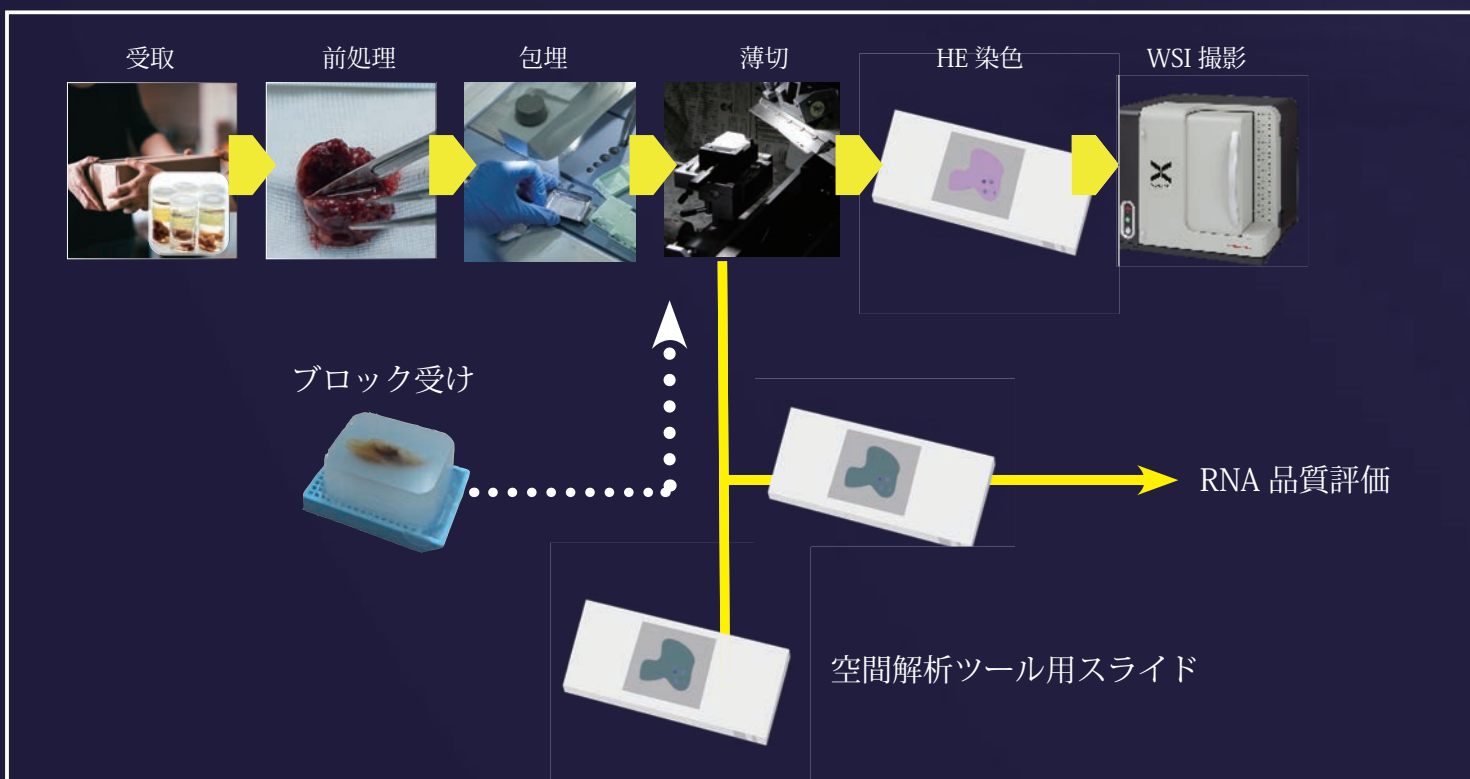 受取
前処理
包埋
薄切
HE 染色
WSI 撮影
ブロック受け
RNA 品質評価
空間解析ツール用スライド